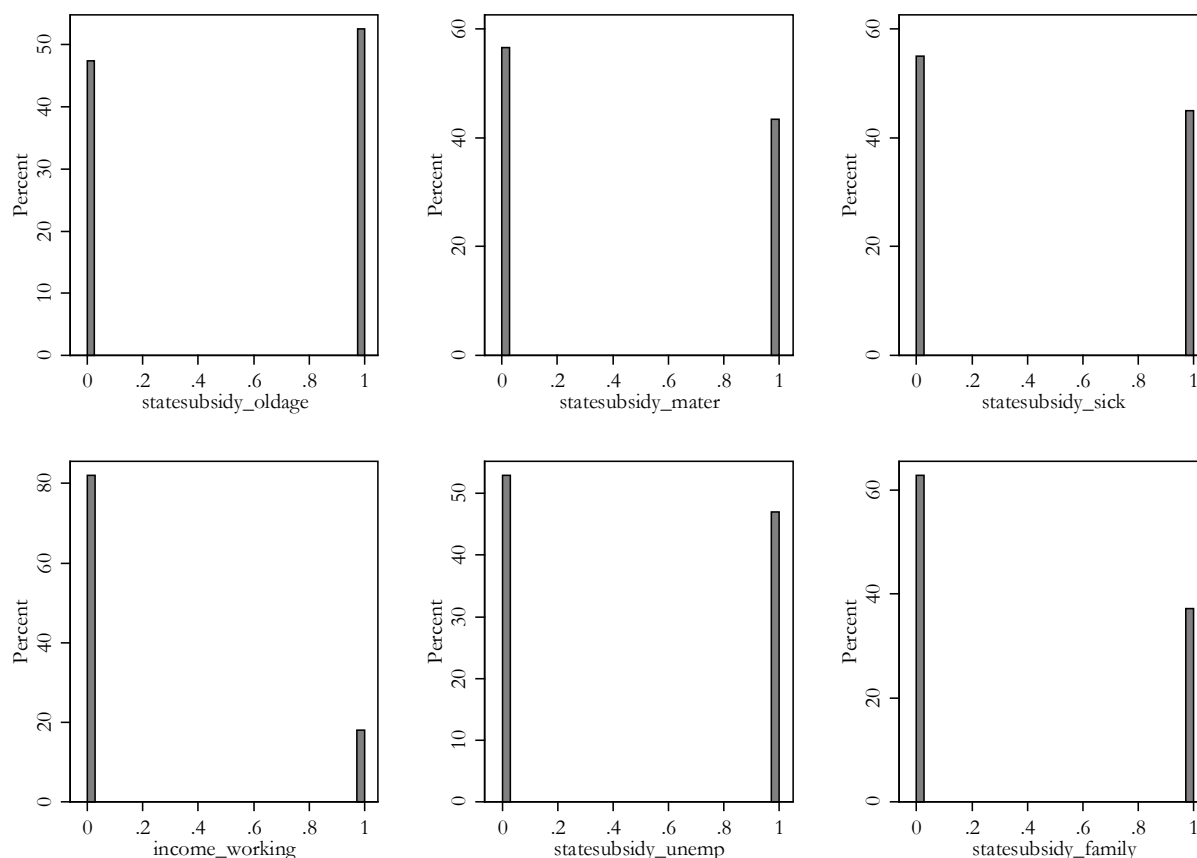 Percent
0 10 20 30 40 50
0 .2 .4 .6 .8 1
statesubsidy_oldage
Percent
0 20 40 60
0 .2 .4 .6 .8 1
statesubsidy_mater
Percent
0 20 40 60
0 .2 .4 .6 .8 1
statesubsidy_sick
Percent
0 20 40 60 80
0 .2 .4 .6 .8 1
income_working
Percent
0 10 20 30 40 50
0 .2 .4 .6 .8 1
statesubsidy_unemp
Percent
0 20 40 60
0 .2 .4 .6 .8 1
statesubsidy_family